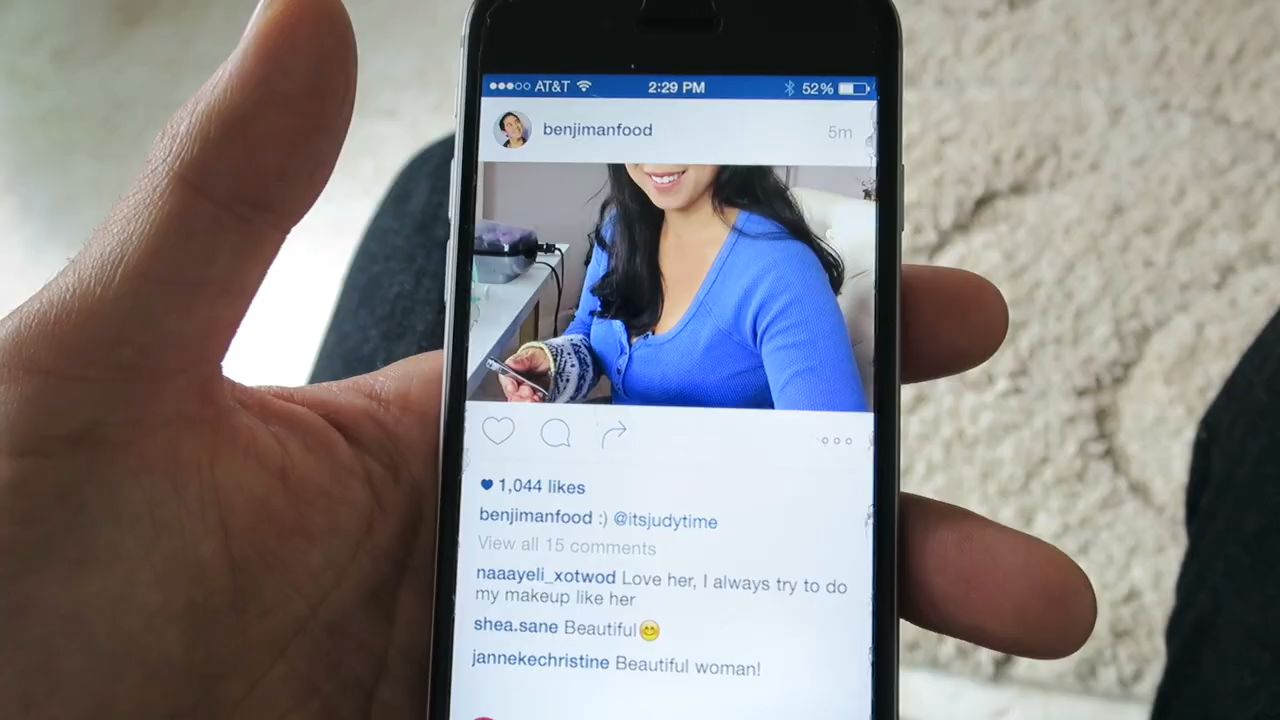 AT&T 2:29 PM 52%
benjimanfood 5m
1,044 likes
benjimanfood :) @itsjudytime
View all 15 comments
naaayeli_xotwod Love her, I always try to do
my makeup like her
shea.sane Beautiful😊
jannekechristine Beautiful woman!